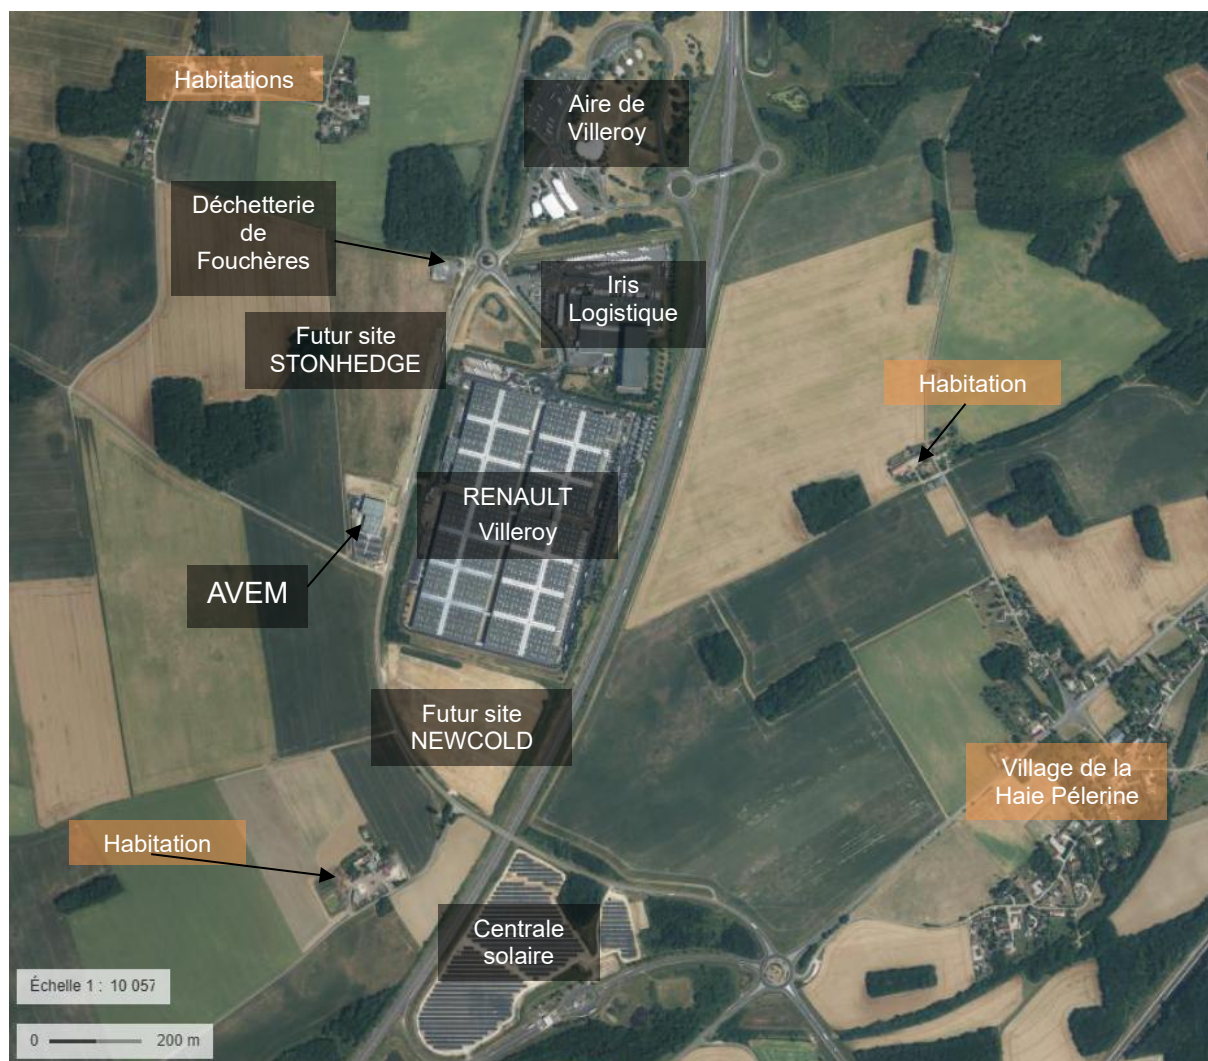 Habitations
Aire de
Villeroy
Déchetterie
de
Fouchères
Iris
Logistique
Futur site
STONHEDGE
Habitation
RENAULT
Villeroy
AVEM
Futur site
NEWCOLD
Village de la
Haie Pélerine
Habitation
Centrale
solaire
Échelle 1 : 10 057
0 200 m